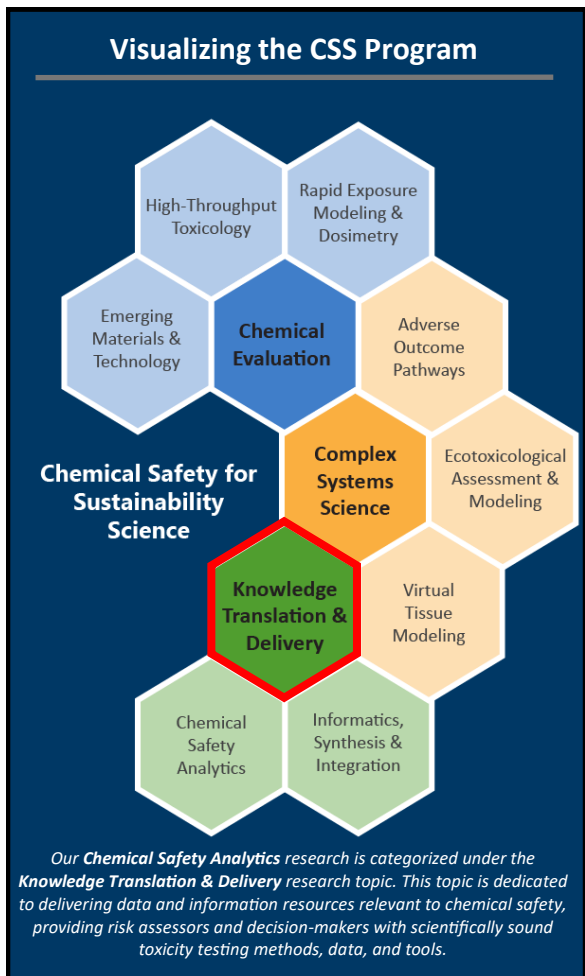 Visualizing the CSS Program
High-Throughput
Toxicology
Rapid Exposure
Modeling &
Dosimetry
Emerging
Materials &
Technology
Chemical
Evaluation
Adverse
Outcome
Pathways
Chemical Safety for
Sustainability
Science
Complex
Systems
Science
Ecotoxicological
Assessment &
Modeling
Knowledge
Translation &
Delivery
Virtual
Tissue
Modeling
Chemical
Safety
Analytics
Informatics,
Synthesis &
Integration
Our Chemical Safety Analytics research is categorized under the
Knowledge Translation & Delivery research topic. This topic is dedicated
to delivering data and information resources relevant to chemical safety,
providing risk assessors and decision-makers with scientifically sound
toxicity testing methods, data, and tools.